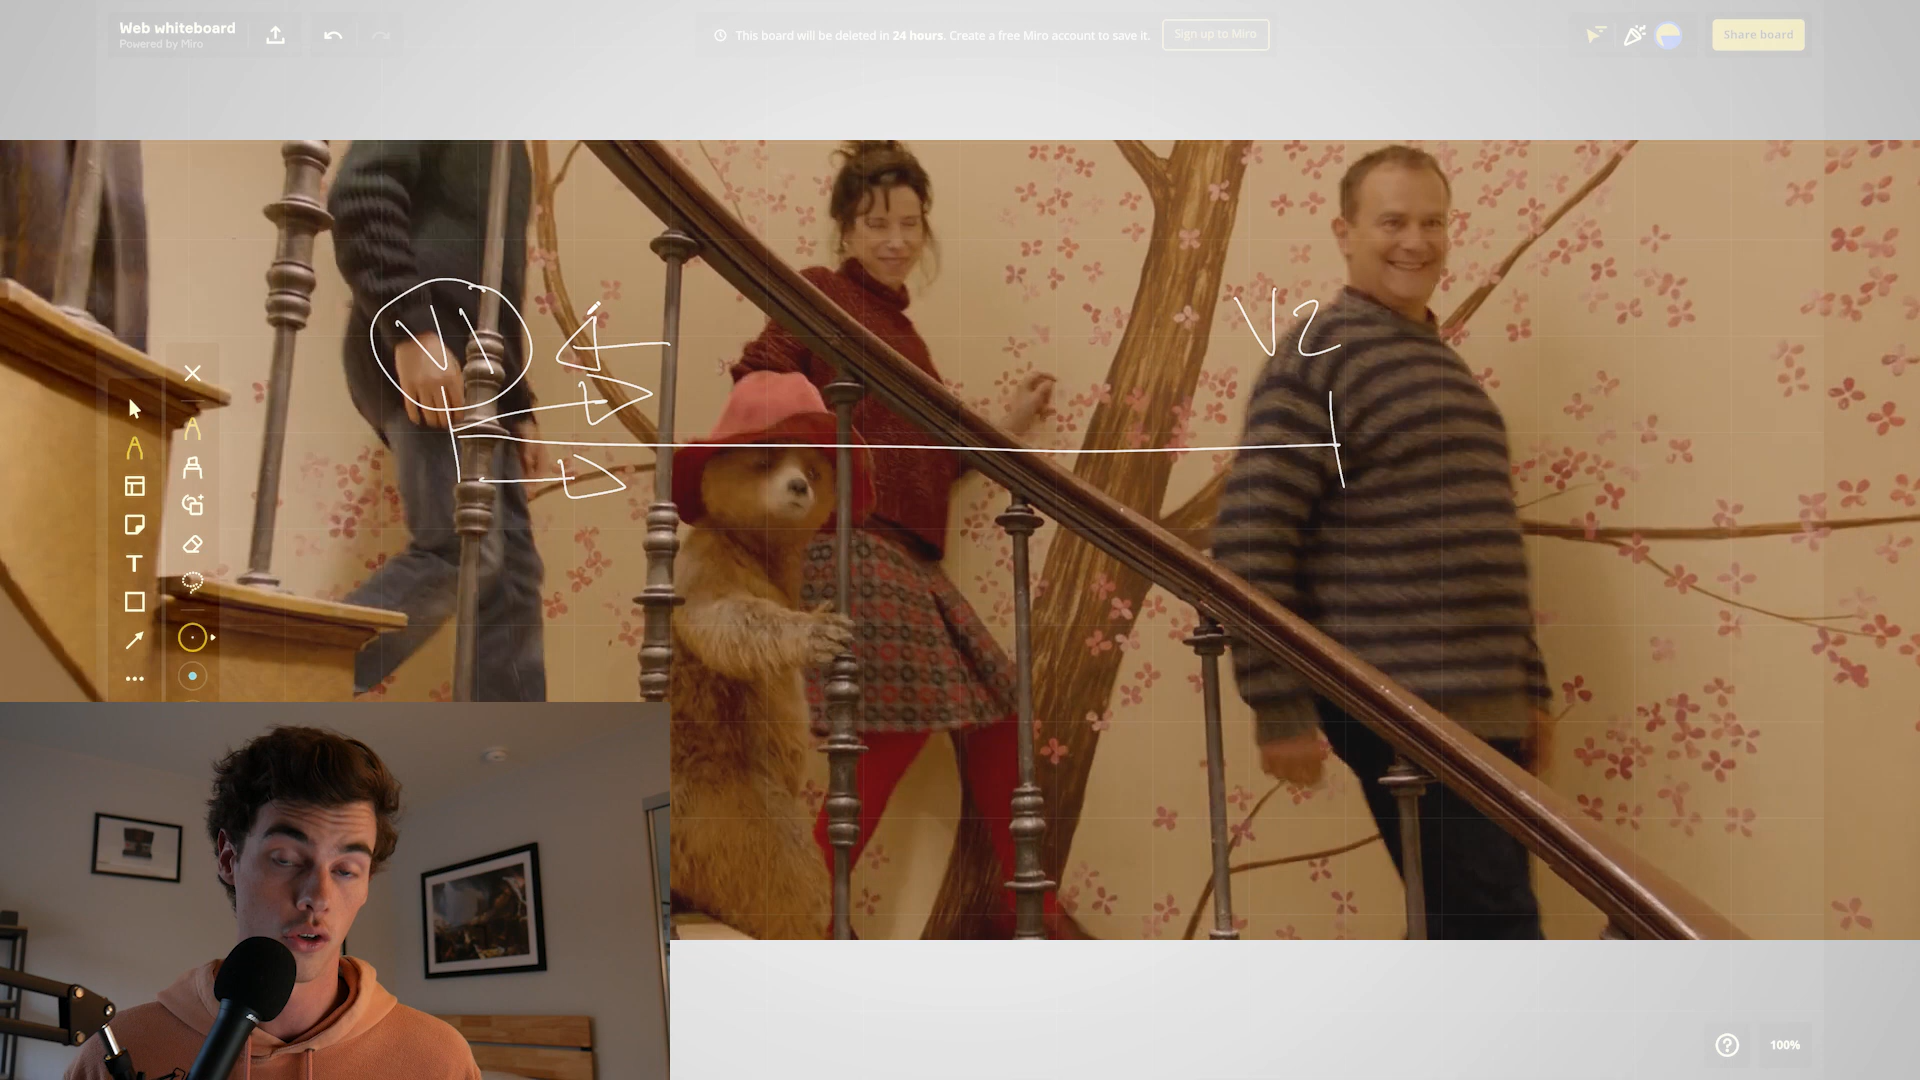 Web whiteboard
Powered by Miro
This board will be deleted in 24 hours. Create a free Miro account to save it.
Sign up to Miro
Share board
V1
V2
T
100%